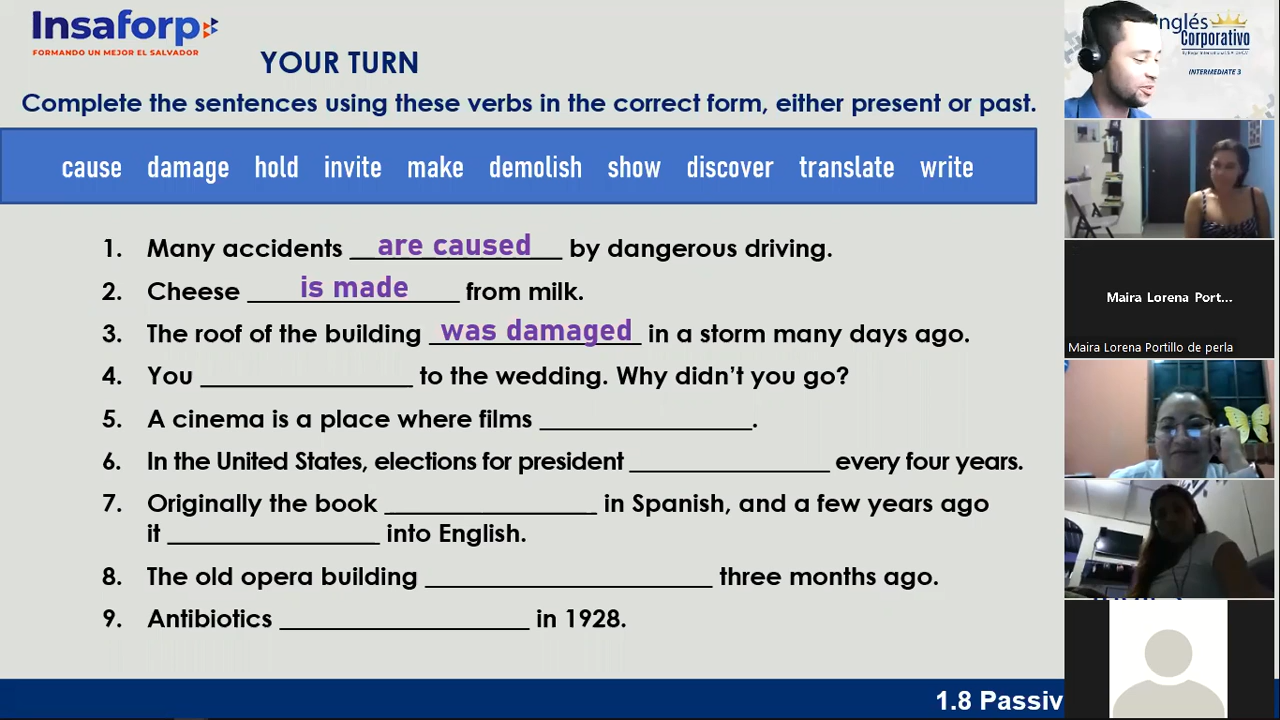 Insaforp
FORMANDO UN MEJOR EL SALVADOR
YOUR TURN
Complete the sentences using these verbs in the correct form, either present or past.
cause damage hold invite make demolish show discover translate write
1. Many accidents are caused by dangerous driving.
2. Cheese is made from milk.
3. The roof of the building was damaged in a storm many days ago.
4. You ________________ to the wedding. Why didn't you go?
5. A cinema is a place where films ________________.
6. In the United States, elections for president ________________ every four years.
7. Originally the book ________________ in Spanish, and a few years ago
it ________________ into English.
8. The old opera building ______________________ three months ago.
9. Antibiotics ___________________ in 1928.
1.8 Passiv
Inglés
Corporativo
INTERMEDIATE 3
Maira Lorena Port...
Maira Lorena Portillo de perla